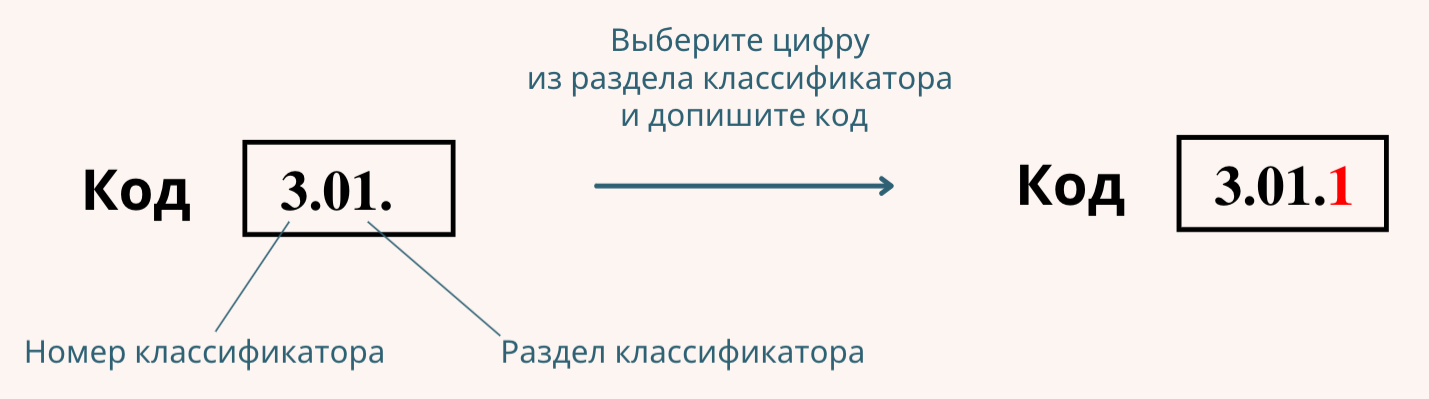 Выберите цифру
из раздела классификатора
и допишите код
Код 3.01.
Код 3.01.1
Номер классификатора
Раздел классификатора